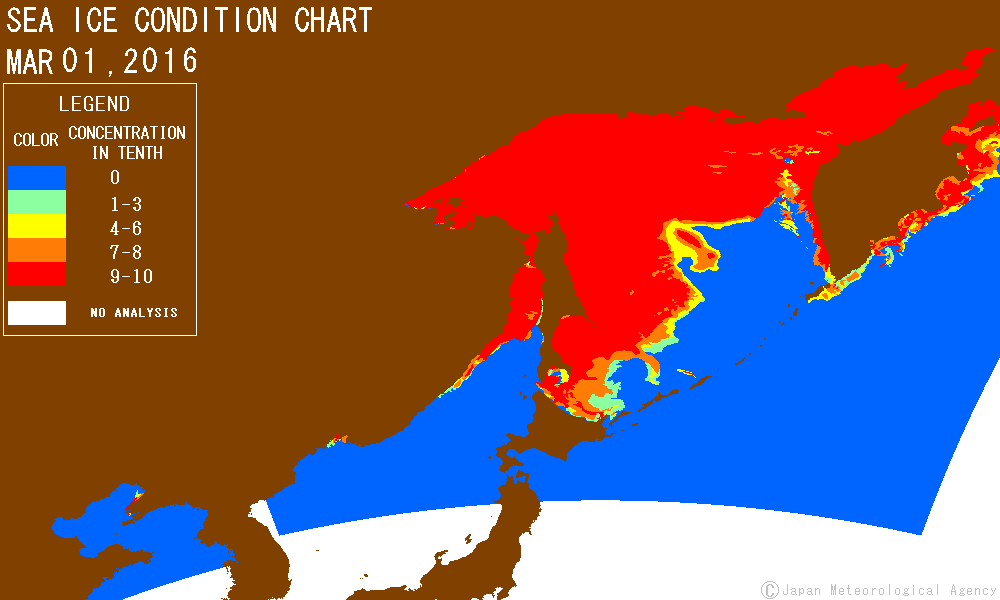 SEA ICE CONDITION CHART
MAR 01,2016
LEGEND
COLOR CONCENTRATION
IN TENTH
0
1-3
4-6
7-8
9-10
NO ANALYSIS
©Japan Meteorological Agency